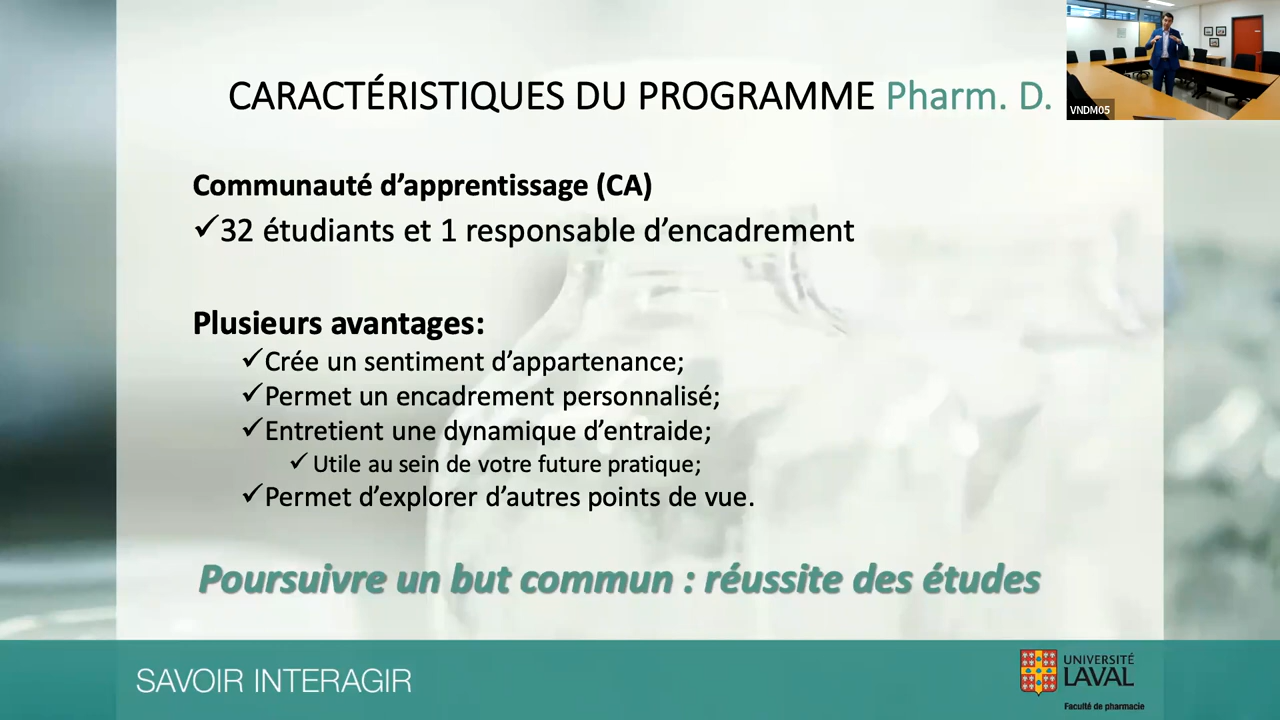 CARACTÉRISTIQUES DU PROGRAMME Pharm. D.
VNDM05
Communauté d’apprentissage (CA)
✓32 étudiants et 1 responsable d’encadrement
Plusieurs avantages:
✓Crée un sentiment d’appartenance;
✓Permet un encadrement personnalisé;
✓Entretient une dynamique d’entraide;
✓Utile au sein de votre future pratique;
✓Permet d’explorer d’autres points de vue.
Poursuivre un but commun : réussite des études
SAVOIR INTERAGIR
UNIVERSITÉ
LAVAL
Faculté de pharmacie